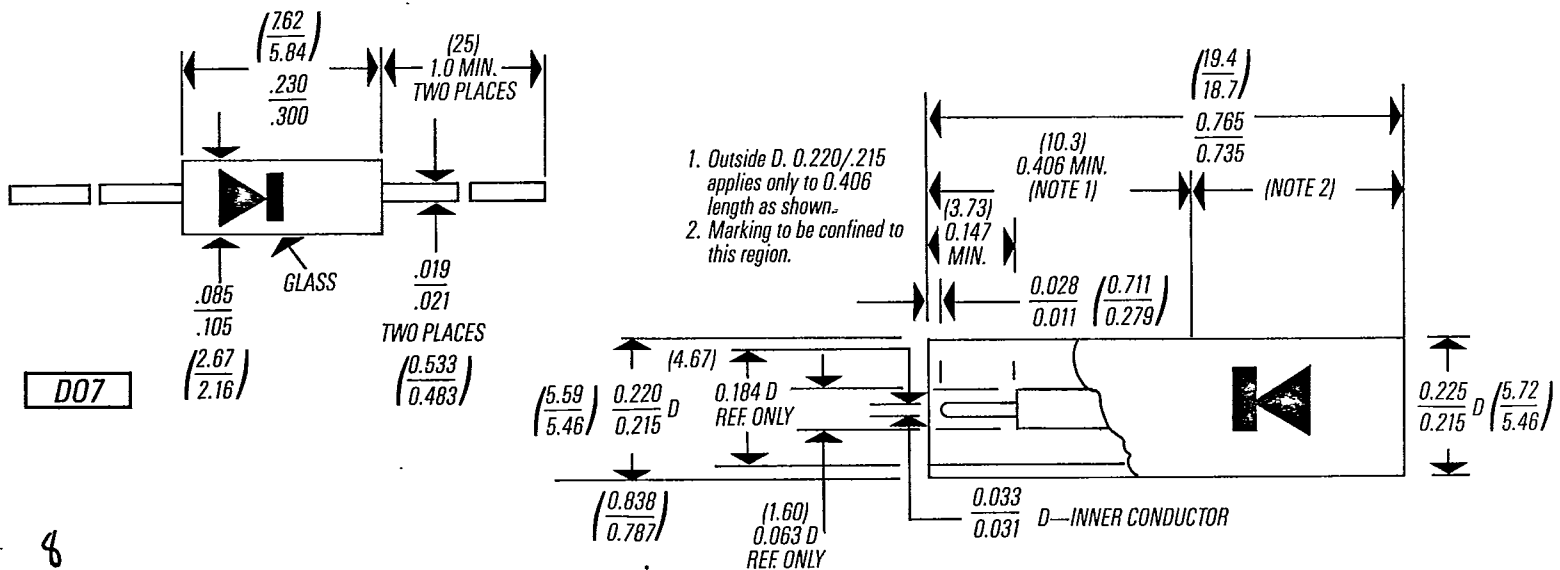 (7.62
5.84)
.230
.300
(25)
1.0 MIN.
TWO PLACES
.085
.105
(2.67
2.16)
GLASS
.019
.021
TWO PLACES
(0.533
0.483)
DO7
8
1. Outside D. 0.220/.215
applies only to 0.406
length as shown.
2. Marking to be confined to
this region.
(19.4
18.7)
0.765
0.735
(10.3)
0.406 MIN.
(NOTE 1)
(NOTE 2)
(3.73)
0.147
MIN.
0.028
0.011
(0.711
0.279)
(5.59
5.46)
0.220
0.215 D
(4.67)
0.184 D
REF. ONLY
0.225
0.215 D
(5.72
5.46)
(0.838
0.787)
(1.60)
0.063 D
REF. ONLY
0.033
0.031 D—INNER CONDUCTOR